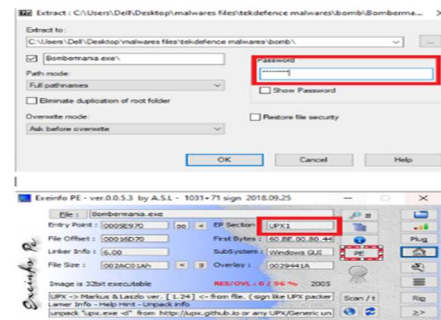 Extract : C:\Users\Dell\Desktop\malwares files\tekdefence malwares\bomb\Bomberma...
Extract to:
C:\Users\Dell\Desktop\malwares files\tekdefence malwares\bomb\
Bombermania.exe\
Password
********
Path mode:
Full pathnames
Show Password
Eliminate duplication of root folder
Overwrite mode:
Restore file security
Ask before overwrite
OK
Cancel
Help
Exeinfo PE - ver.0.0.5.3 by A.S.L - 1031+71 sign 2018.09.25
Exeinfo Pe
File : Bombermania.exe
Entry Point : 0005E970 oo < EP Section : UPX1
File Offset : 00016D70 First Bytes : 60.BE.00.80.44 Plug
Linker Info : 6.00 SubSystem : Windows GUI PE
File Size : 002AC01Ah < Overlay : 0029441A
Image is 32bit executable RES/OVL : 0 / 96 % 2005
UPX -> Markus & Laszlo ver. [ 1.24 ] <- from file. ( sign like UPX packer Scan / t Rip
Lamer Info - Help Hint - Unpack info
unpack "upx.exe -d" from http://upx.github.io or any UPX/Generic un >>